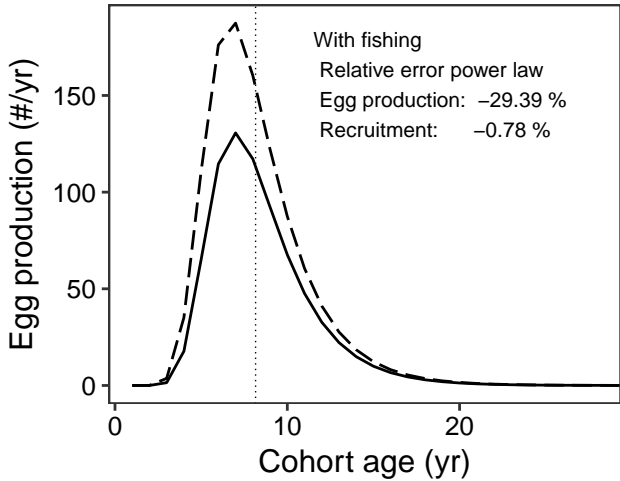 With fishing
Relative error power law
Egg production: −29.39 %
Recruitment: −0.78 %
Egg production (#/yr)
150
100
50
0
0 10 20
Cohort age (yr)